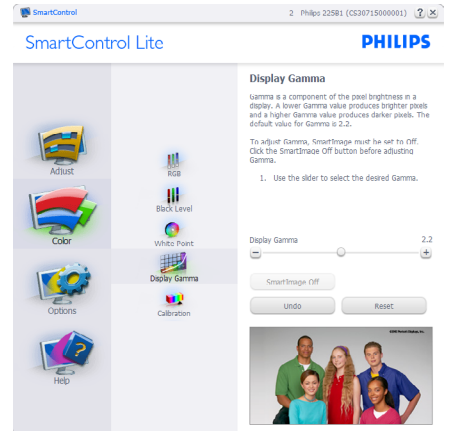 SmartControl
2 Philips 225B1 (CS30715000001)
SmartControl Lite
PHILIPS
Adjust
Color
Options
Help
RGB
Black Level
White Point
Display Gamma
Calibration
Display Gamma
Gamma is a component of the pixel brightness in a
display. A lower Gamma value produces brighter pixels
and a higher Gamma value produces darker pixels. The
default value for Gamma is 2.2.
To adjust Gamma, SmartImage must be set to Off.
Click the SmartImage Off button before adjusting
Gamma.
1. Use the slider to select the desired Gamma.
Display Gamma 2.2
SmartImage Off
Undo
Reset